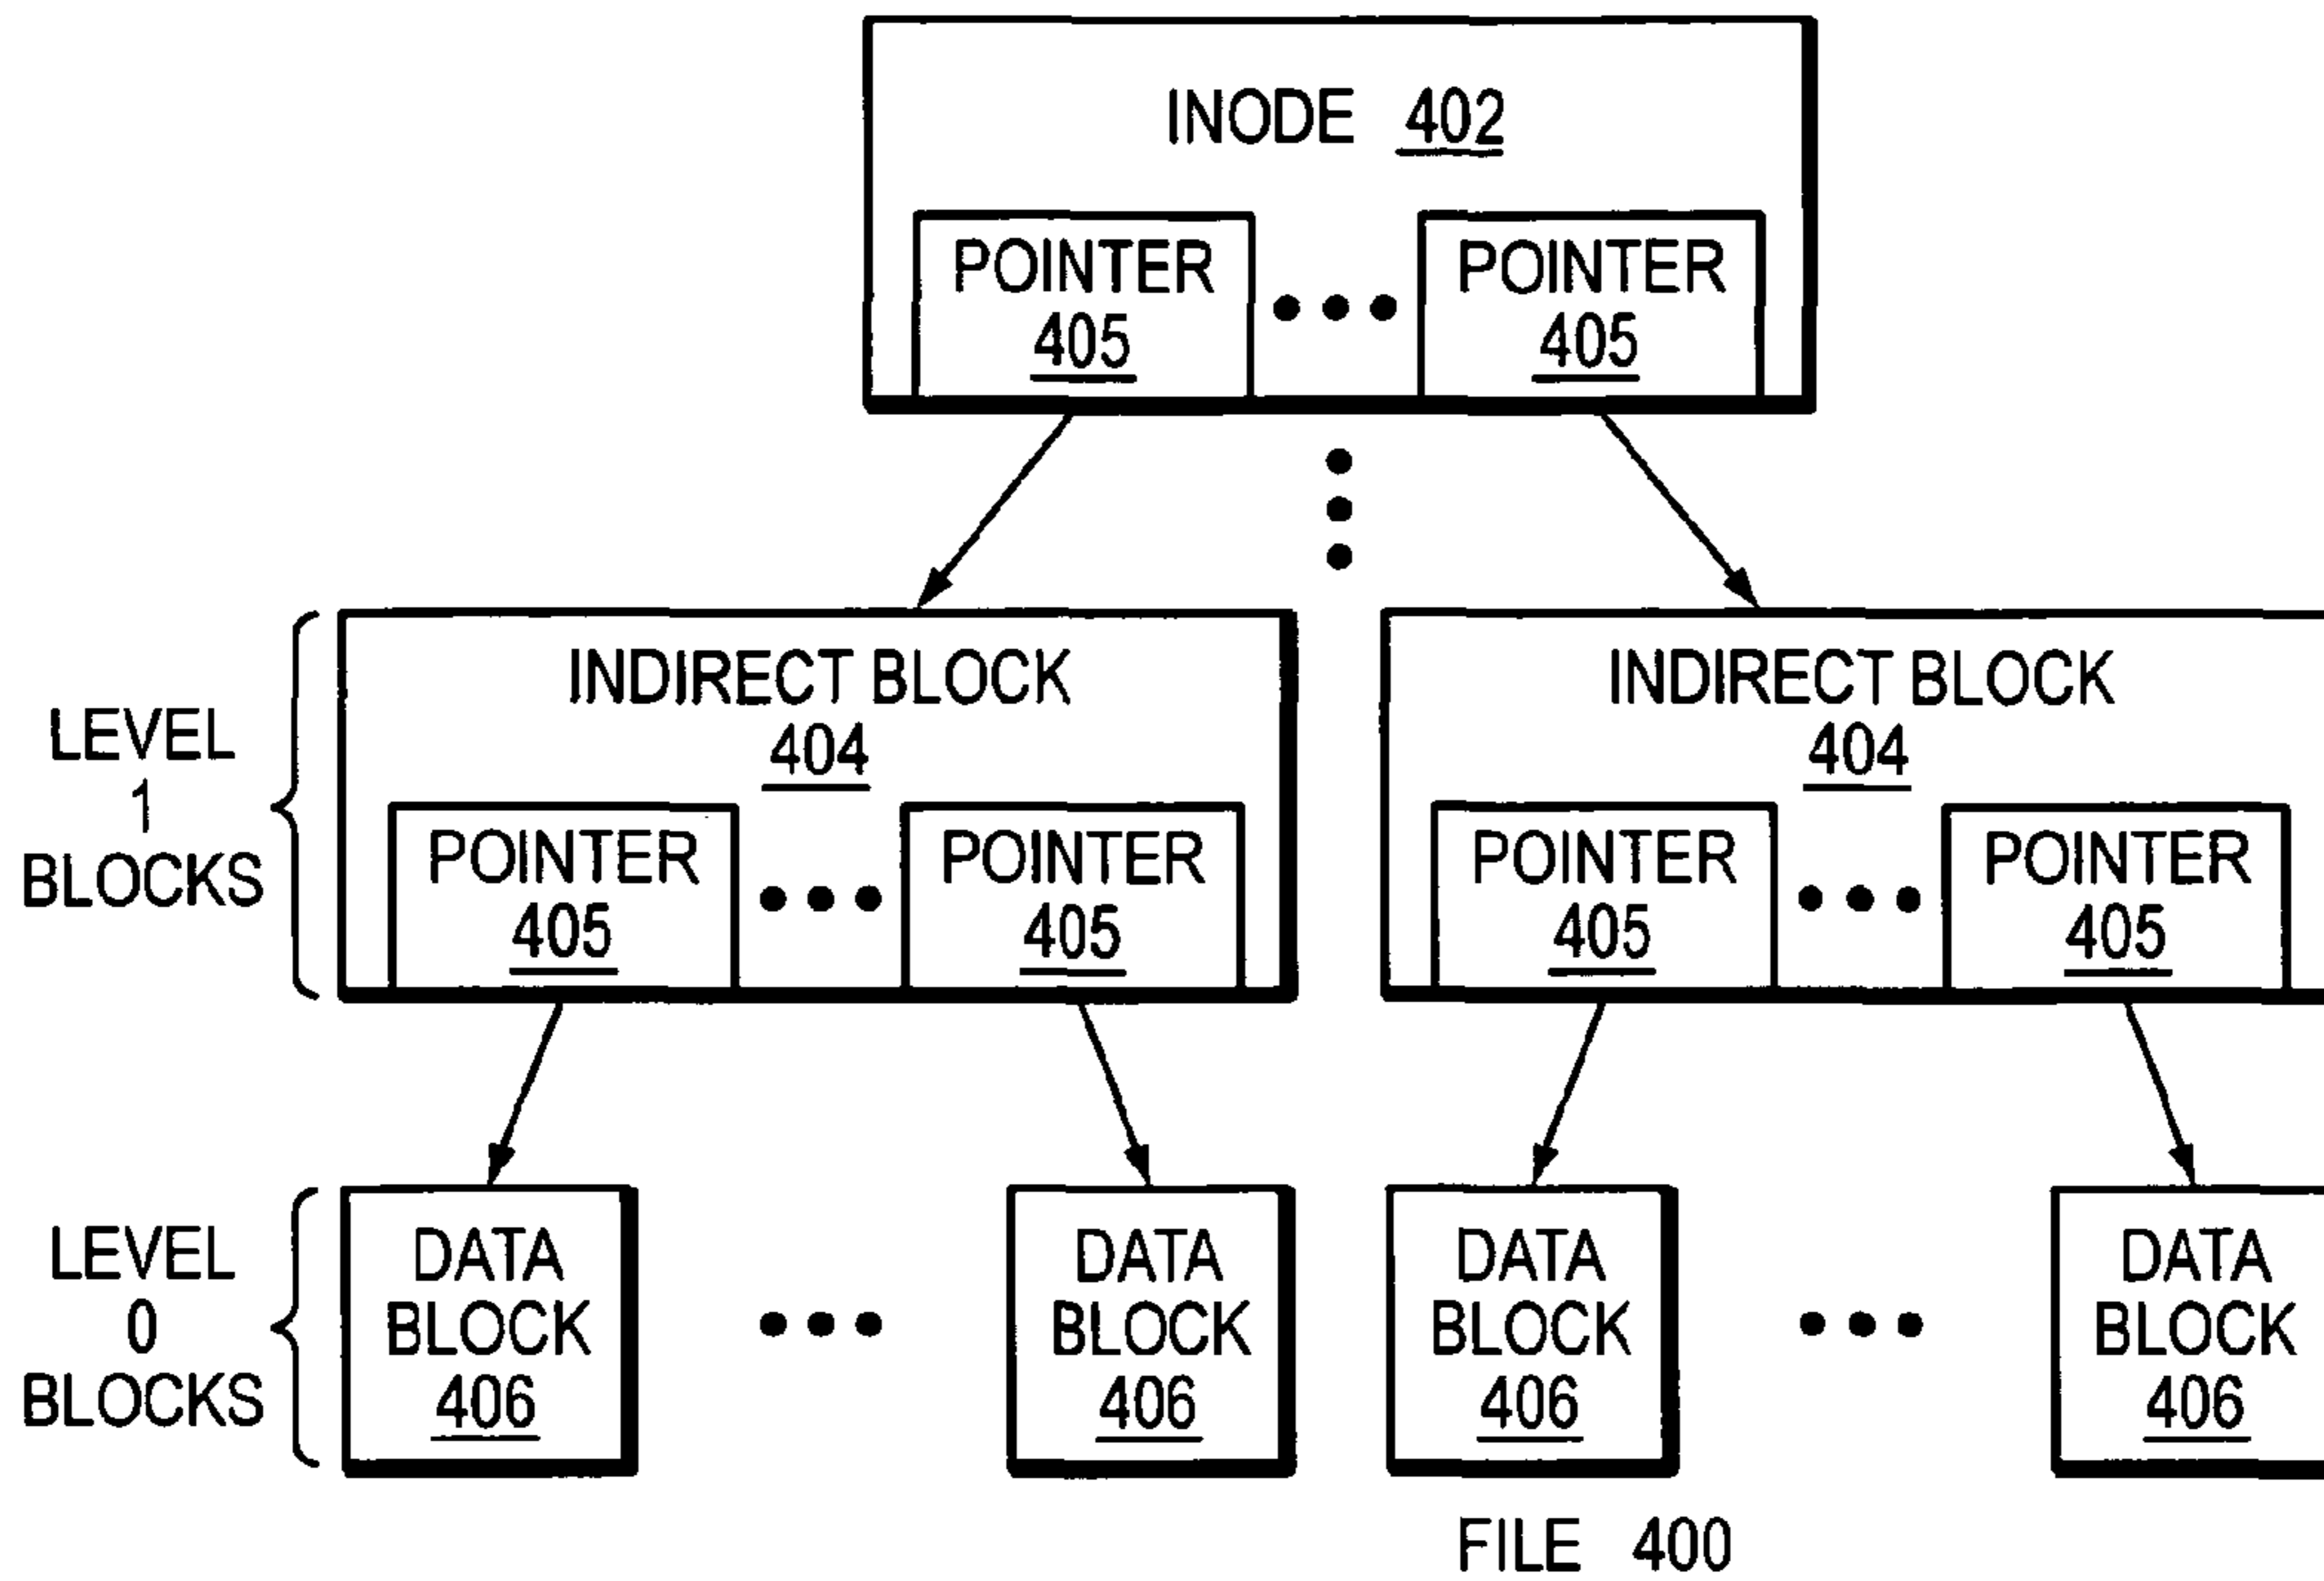 INODE 402
POINTER POINTER
405 405
INDIRECT BLOCK INDIRECT BLOCK
404 404
LEVEL
1
BLOCKS
POINTER POINTER POINTER POINTER
405 405 405 405
LEVEL
0
BLOCKS
DATA DATA DATA DATA
BLOCK BLOCK BLOCK BLOCK
406 406 406 406
FILE 400